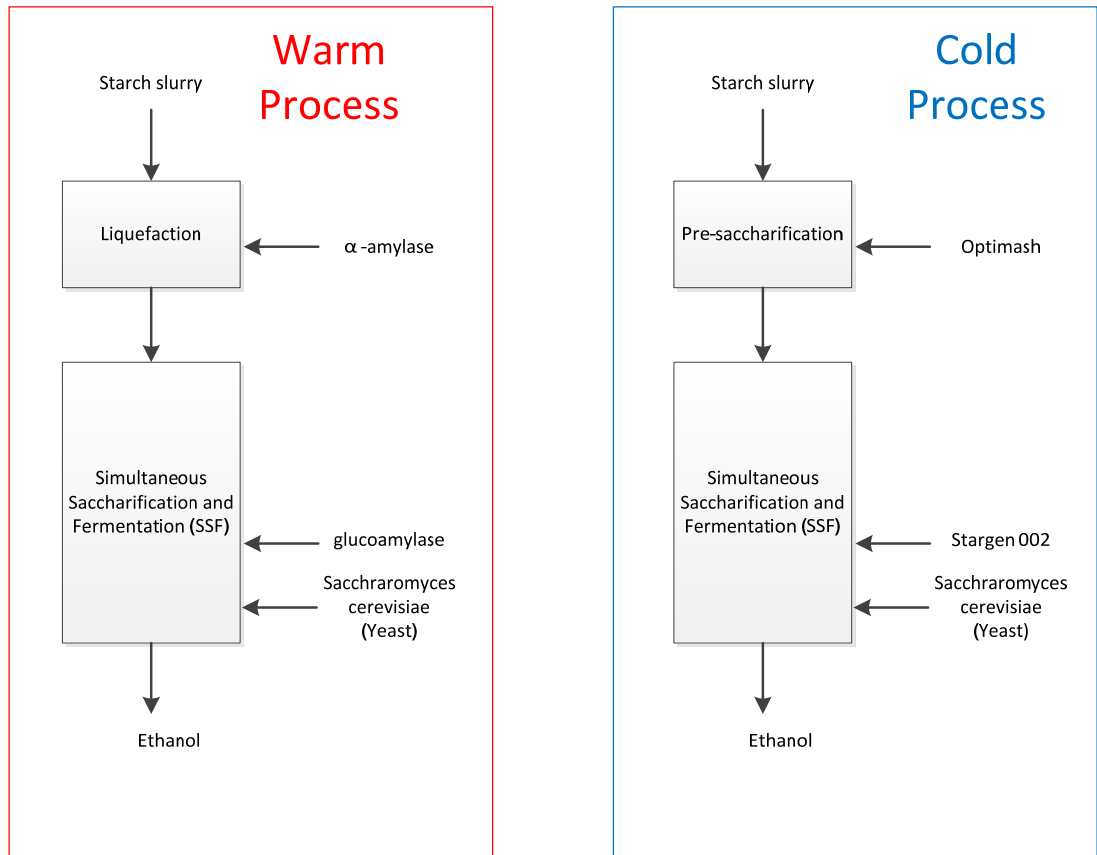 Warm
Process
Starch slurry
Liquefaction
α-amylase
Simultaneous
Saccharification and
Fermentation (SSF)
glucoamylase
Sacchraromyces
cerevisiae
(Yeast)
Ethanol
Cold
Process
Starch slurry
Pre-saccharification
Optimash
Simultaneous
Saccharification and
Fermentation (SSF)
Stargen 002
Sacchraromyces
cerevisiae
(Yeast)
Ethanol